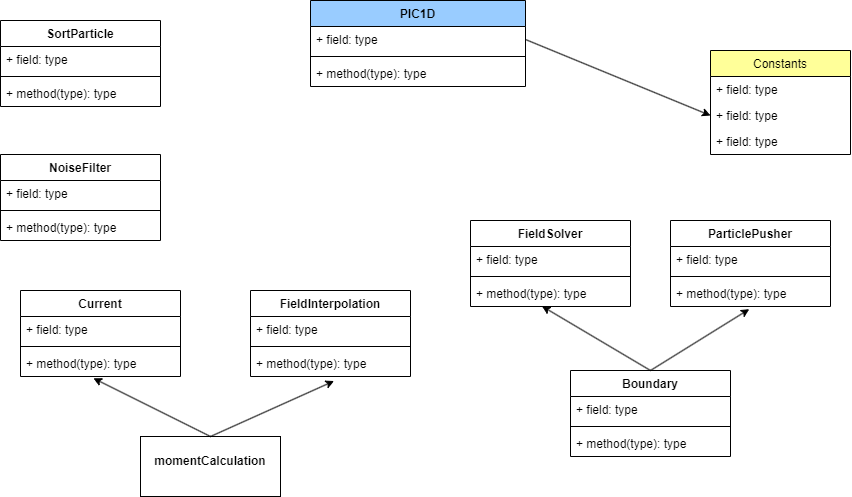 PIC1D
+ field: type
+ method(type): type
SortParticle
+ field: type
+ method(type): type
Constants
+ field: type
+ field: type
+ field: type
NoiseFilter
+ field: type
+ method(type): type
FieldSolver
+ field: type
+ method(type): type
ParticlePusher
+ field: type
+ method(type): type
Current
+ field: type
+ method(type): type
FieldInterpolation
+ field: type
+ method(type): type
Boundary
+ field: type
+ method(type): type
momentCalculation